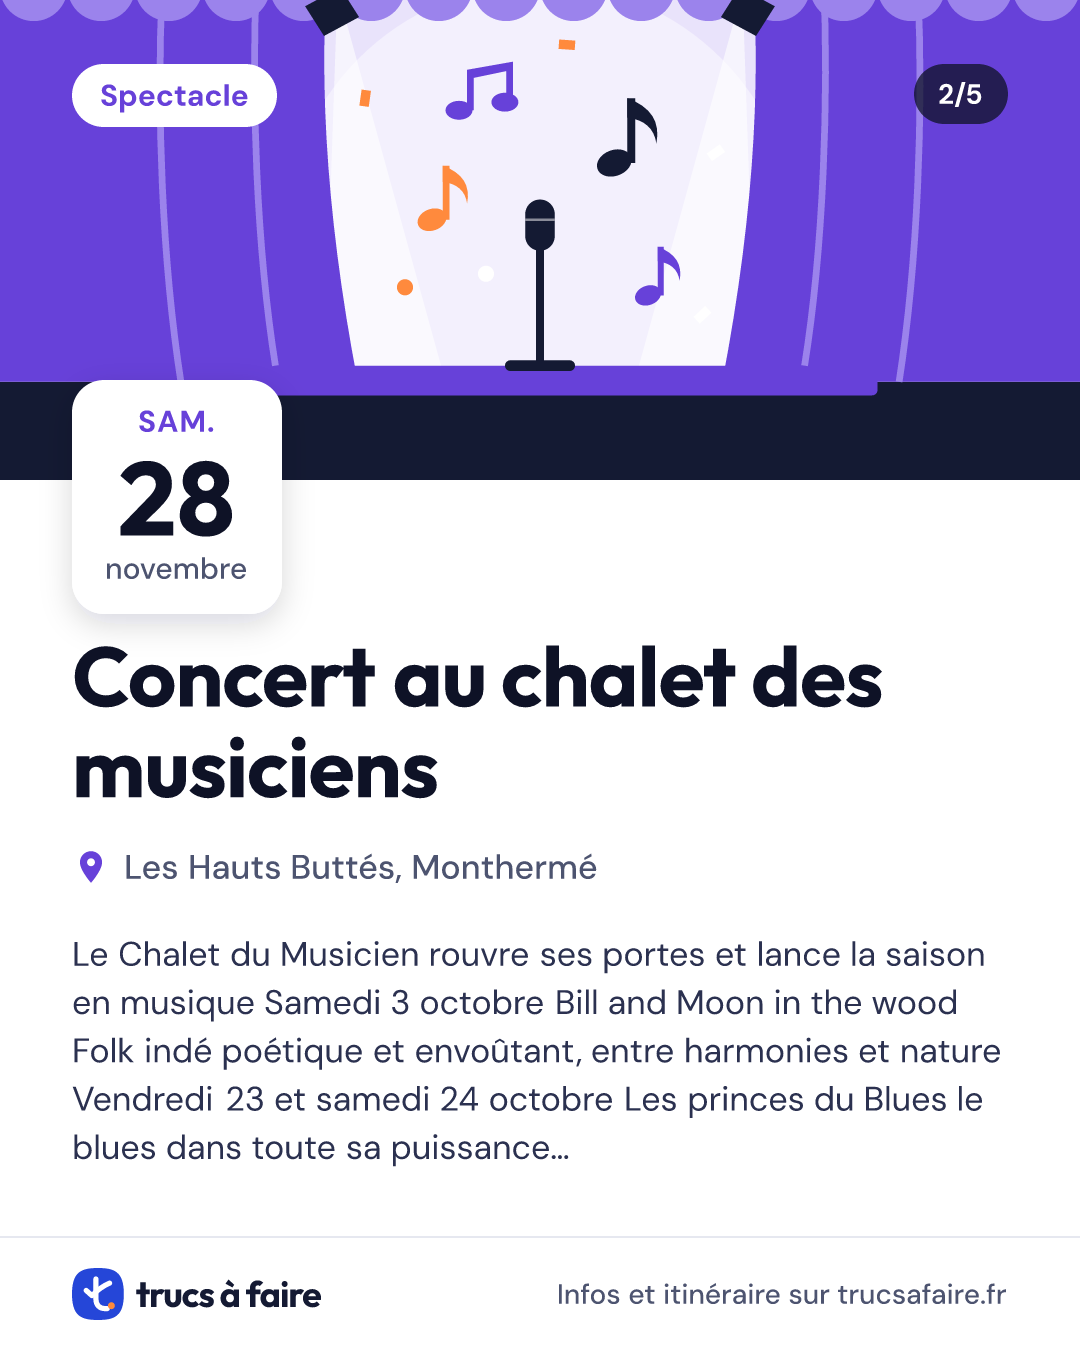 Spectacle
2/5
SAM.
28
novembre
Concert au chalet des
musiciens
Les Hauts Buttés, Monthermé
Le Chalet du Musicien rouvre ses portes et lance la saison
en musique Samedi 3 octobre Bill and Moon in the wood
Folk indé poétique et envoûtant, entre harmonies et nature
Vendredi 23 et samedi 24 octobre Les princes du Blues le
blues dans toute sa puissance...
trucs à faire
Infos et itinéraire sur trucsafaire.fr